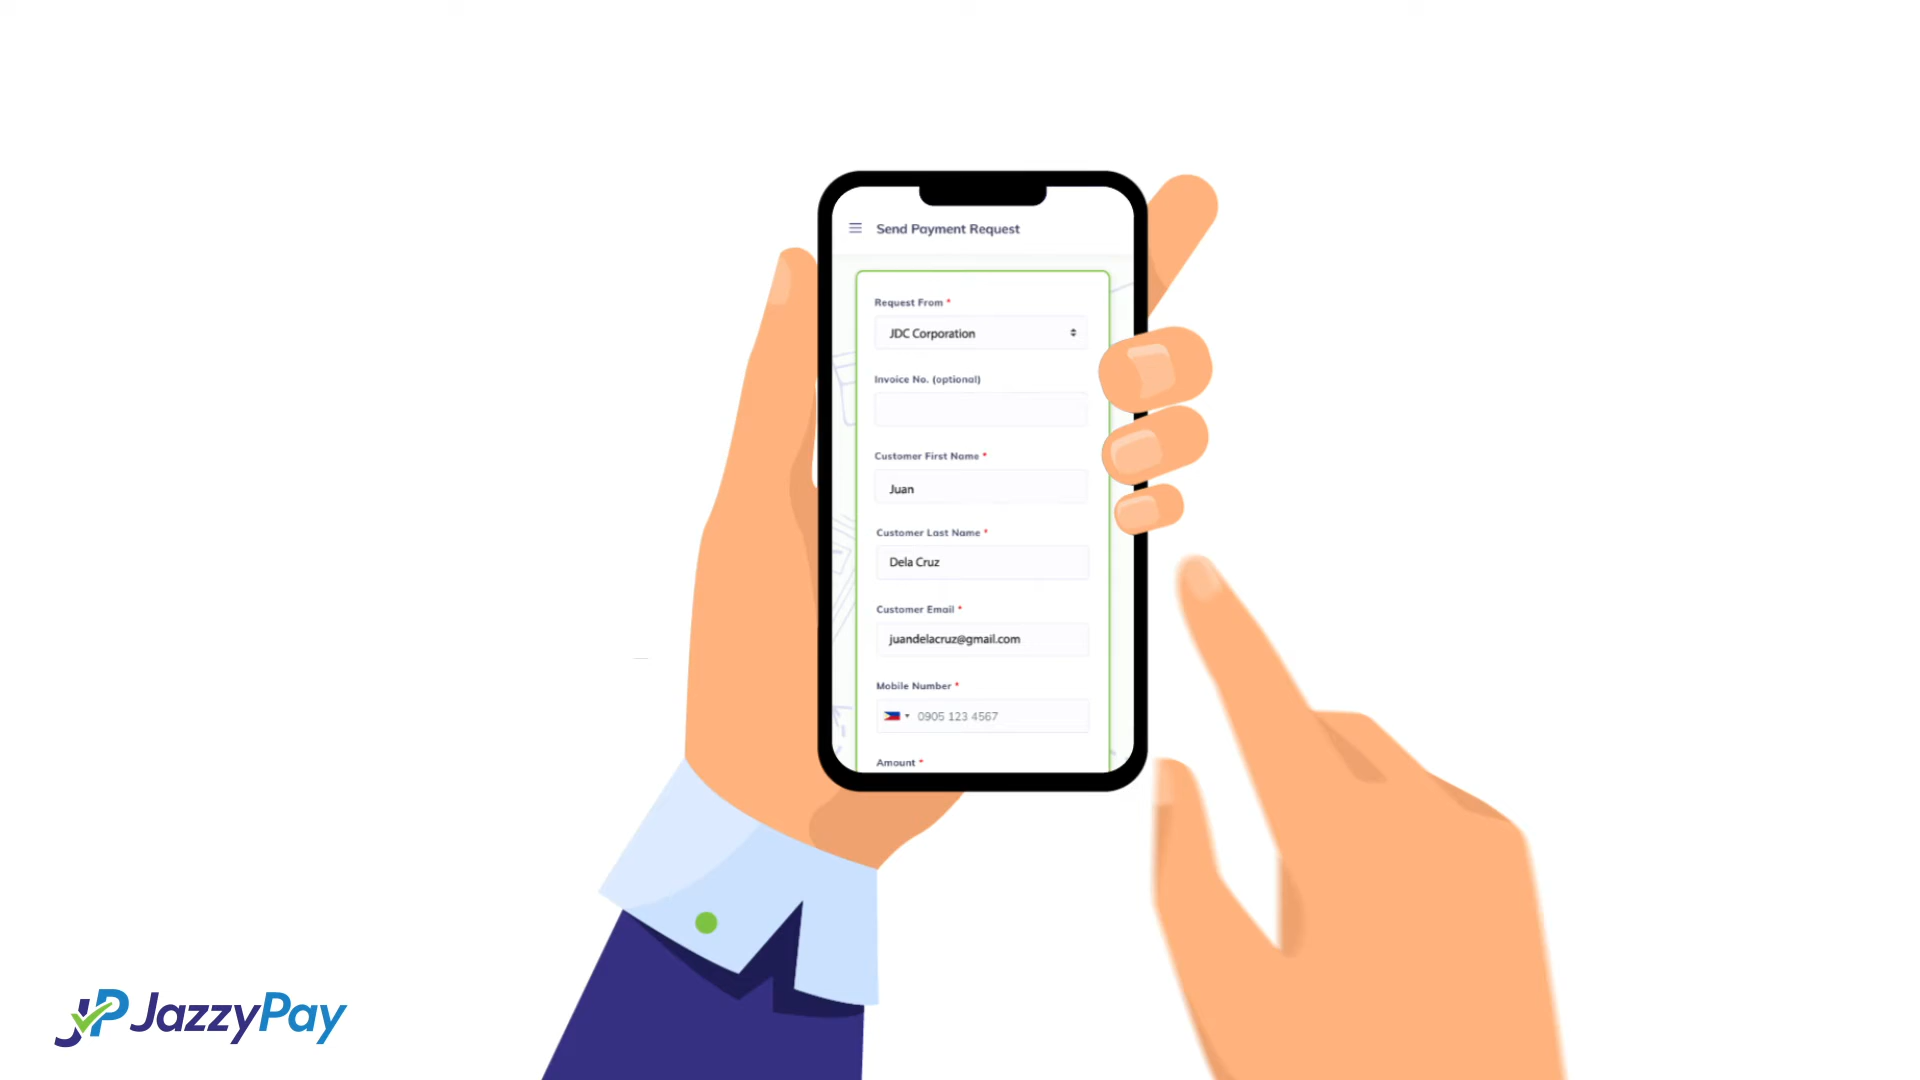 Send Payment Request
Request From *
JDC Corporation
Invoice No. (optional)
Customer First Name *
Juan
Customer Last Name *
Dela Cruz
Customer Email *
juandelacruz@gmail.com
Mobile Number *
0905 123 4567
Amount *
JP JazzyPay